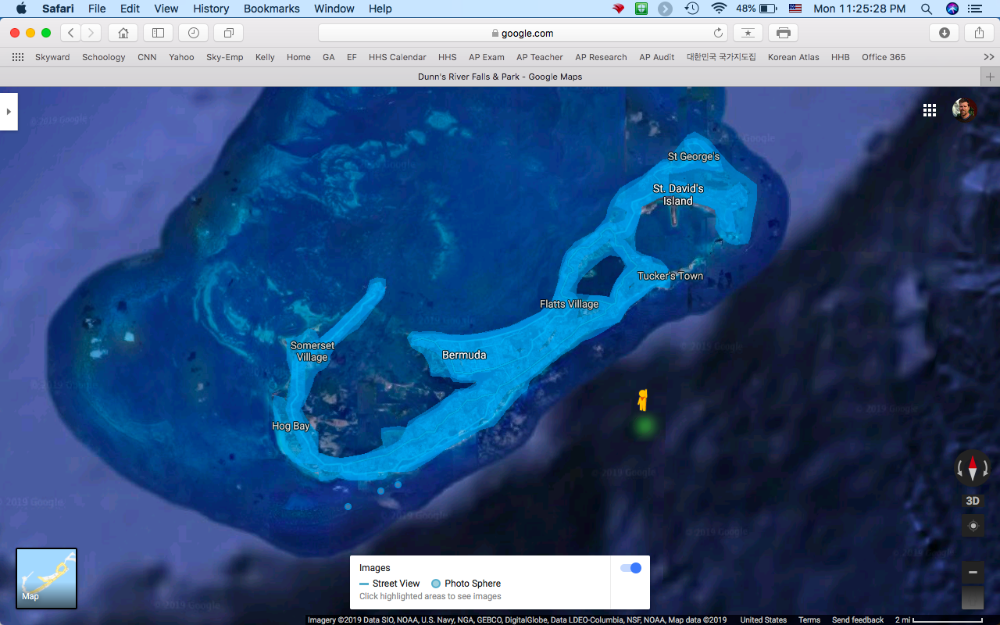 Safari File Edit View History Bookmarks Window Help 48% Mon 11:25:28 PM
google.com
Skyward Schoology CNN Yahoo Sky-Emp Kelly Home GA EF HHS Calendar HHS AP Exam AP Teacher AP Research AP Audit 대한민국 국가지도집 Korean Atlas HHB Office 365
Dunn's River Falls & Park - Google Maps
© 2019 Google
St George's
St. David's
Island
Tucker's Town
Flatts Village
Somerset
Village
Bermuda
Hog Bay
3D
Map
Images
Street View Photo Sphere
Click highlighted areas to see images
Imagery ©2019 Data SIO, NOAA, U.S. Navy, NGA, GEBCO, DigitalGlobe, Data LDEO-Columbia, NSF, NOAA, Map data ©2019 United States Terms Send feedback 2 mi